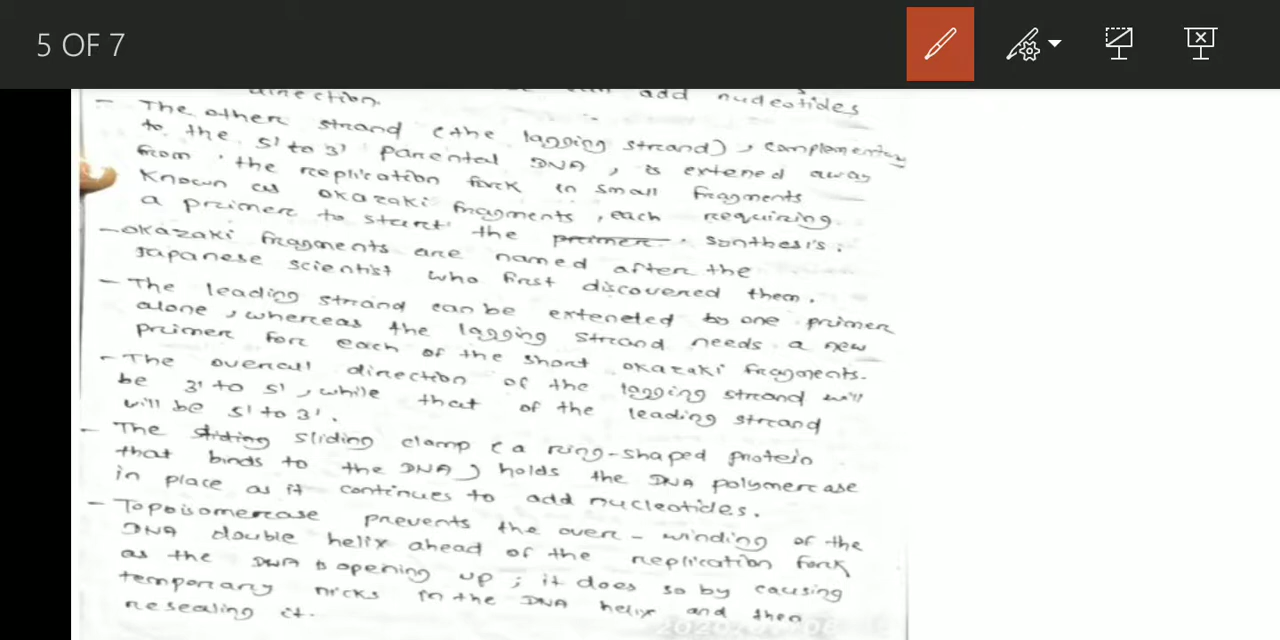 5 OF 7
direction. add nucleotides
- The other strand (the lagging strand), complementary
to the 5' to 3' parental DNA, is extened away
from the replication fork in small fragments
known as okazaki fragments, each requiring
a primer to start the primer synthesis.
- Okazaki fragments are named after the
Japanese scientist who first discovered them.
- The leading strand can be exteneted by one primer
alone, whereas the lagging strand needs a new
primer for each of the short okazaki fragments.
- The overall direction of the lagging strand will
be 3' to 5', while that of the leading strand
will be 5' to 3'.
- The sliding sliding clamp (a ring-shaped protein
that binds to the DNA) holds the DNA polymerase
in place as it continues to add nucleotides.
- Topoisomerase prevents the over-winding of the
DNA double helix ahead of the replication fork
as the DNA is opening up; it does so by causing
temporary nicks in the DNA helix and then
resealing it.